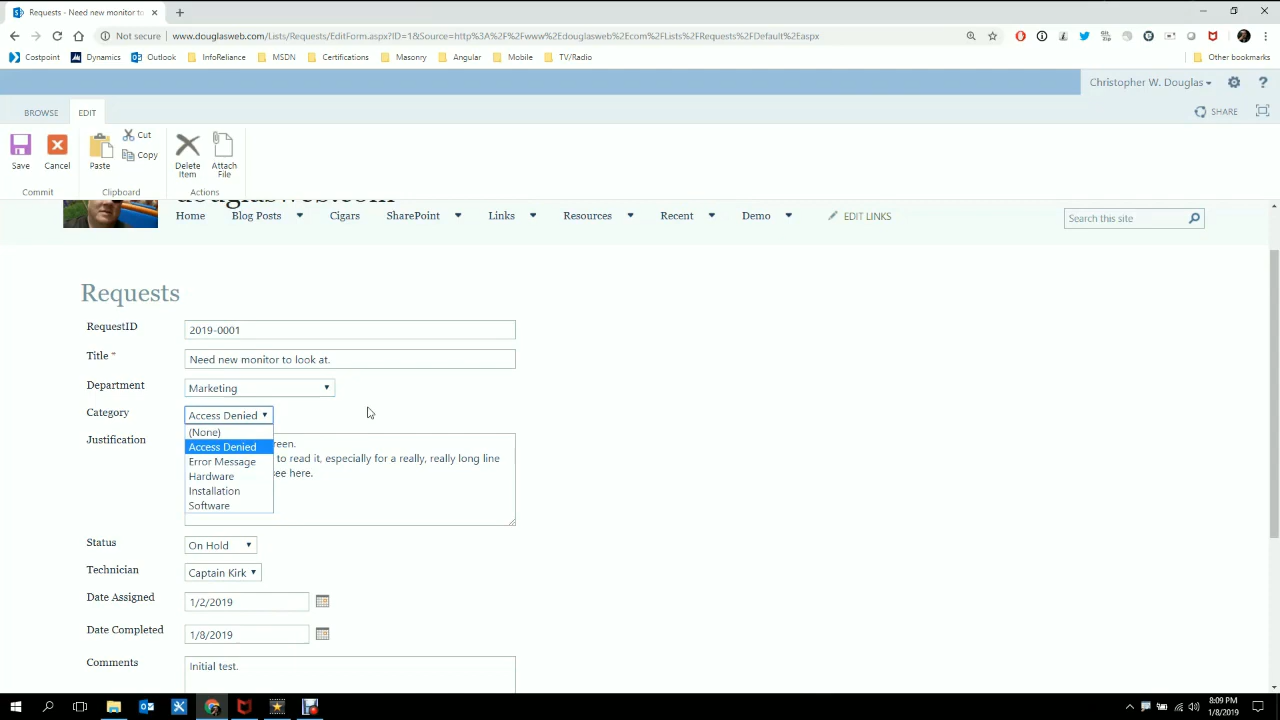 Requests - Need new monitor to
Not secure
www.douglasweb.com/Lists/Requests/EditForm.aspx?ID=1&Source=http%3A%2F%2Fwww%2Edouglasweb%2Ecom%2FLists%2FRequests%2FDefault%2Easpx
Costpoint
Dynamics
Outlook
InfoReliance
MSDN
Certifications
Masonry
Angular
Mobile
TV/Radio
Other bookmarks
Christopher W. Douglas
BROWSE
EDIT
SHARE
Save
Cancel
Paste
Cut
Copy
Delete
Item
Attach
File
Commit
Clipboard
Actions
douglasweb.com
Home
Blog Posts
Cigars
SharePoint
Links
Resources
Recent
Demo
EDIT LINKS
Search this site
Requests
RequestID
2019-0001
Title *
Need new monitor to look at.
Department
Marketing
Category
Access Denied
(None)
Access Denied
Error Message
Hardware
Installation
Software
Justification
reen.
to read it, especially for a really, really long line
see here.
Status
On Hold
Technician
Captain Kirk
Date Assigned
1/2/2019
Date Completed
1/8/2019
Comments
Initial test.
8:09 PM
1/8/2019